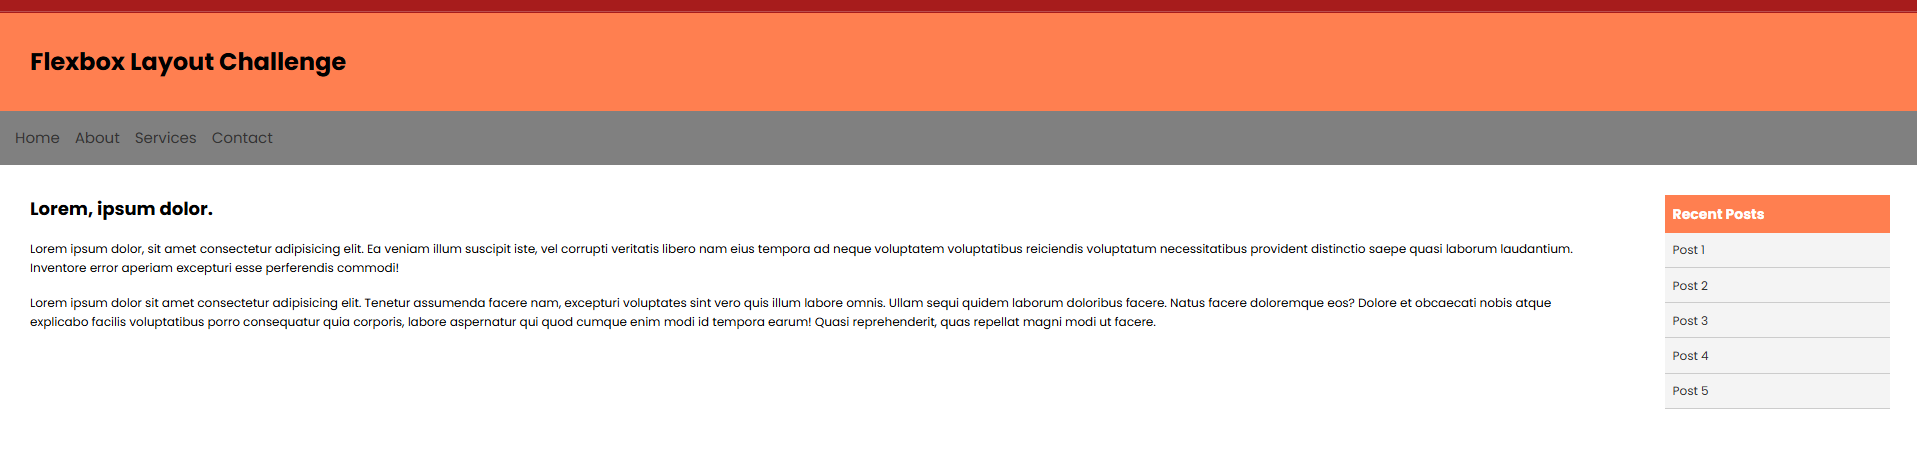 Flexbox Layout Challenge
Home About Services Contact
Lorem, ipsum dolor.
Lorem ipsum dolor, sit amet consectetur adipisicing elit. Ea veniam illum suscipit iste, vel corrupti veritatis libero nam eius tempora ad neque voluptatem voluptatibus reiciendis voluptatum necessitatibus provident distinctio saepe quasi laborum laudantium.
Inventore error aperiam excepturi esse perferendis commodi!
Lorem ipsum dolor sit amet consectetur adipisicing elit. Tenetur assumenda facere nam, excepturi voluptates sint vero quis illum labore omnis. Ullam sequi quidem laborum doloribus facere. Natus facere doloremque eos? Dolore et obcaecati nobis atque
explicabo facilis voluptatibus porro consequatur quia corporis, labore aspernatur qui quod cumque enim modi id tempora earum! Quasi reprehenderit, quas repellat magni modi ut facere.
Recent Posts
Post 1
Post 2
Post 3
Post 4
Post 5